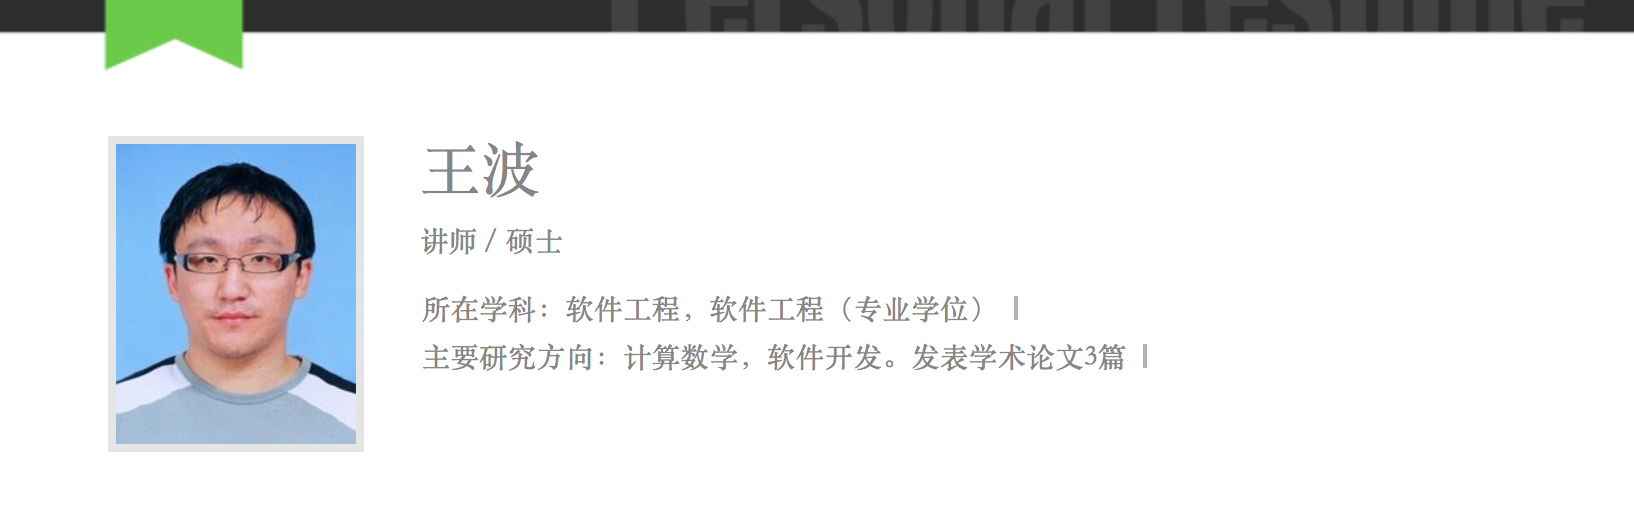 Personal resume
王波
讲师 / 硕士
所在学科：软件工程，软件工程（专业学位）
主要研究方向：计算数学，软件开发。发表学术论文3篇